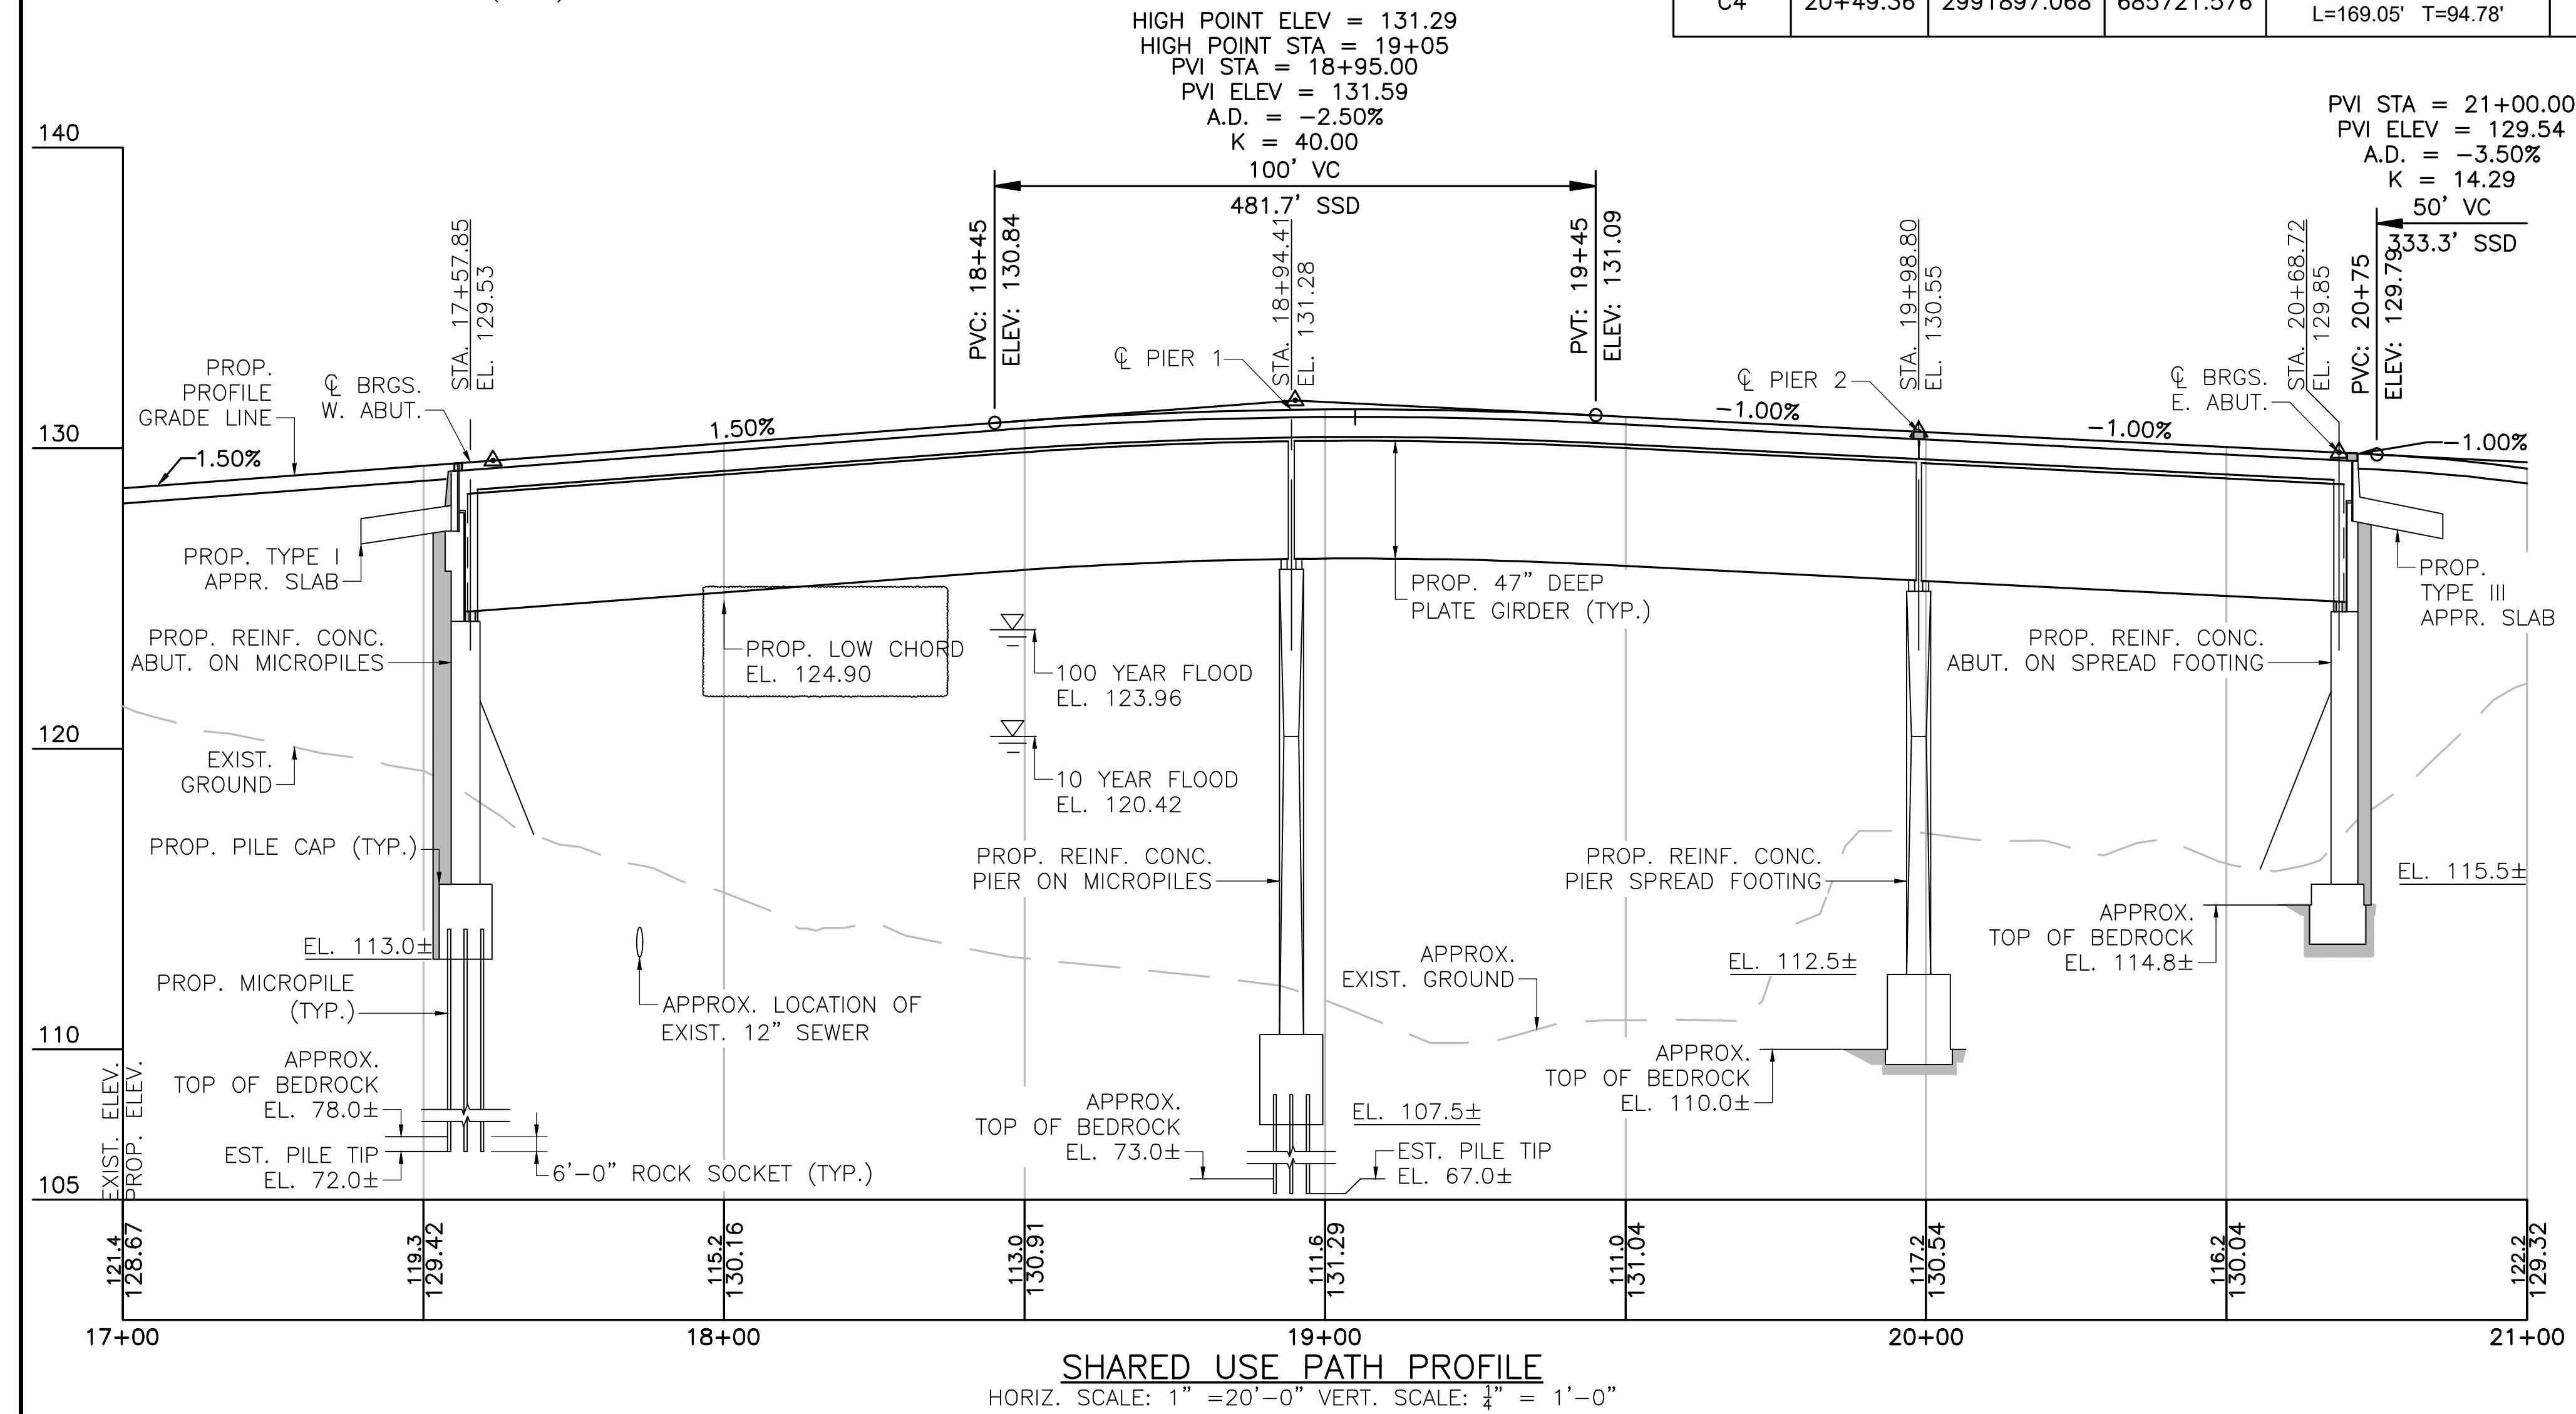 C4 20+49.36 2991897.068 685721.576
L=169.05' T=94.78'
HIGH POINT ELEV = 131.29
HIGH POINT STA = 19+05
PVI STA = 18+95.00
PVI ELEV = 131.59
A.D. = -2.50%
K = 40.00
100' VC
481.7' SSD
PVI STA = 21+00.00
PVI ELEV = 129.54
A.D. = -3.50%
K = 14.29
50' VC
333.3' SSD
140
130
120
110
105
STA. 17+57.85
EL. 129.53
PVC: 18+45
ELEV: 130.84
STA. 18+94.41
EL. 131.28
PVT: 19+45
ELEV: 131.09
STA. 19+98.80
EL. 130.55
STA. 20+68.72
EL. 129.85
PVC: 20+75
ELEV: 129.79
PROP.
PROFILE
GRADE LINE
℄ BRGS.
W. ABUT.
℄ PIER 1
℄ PIER 2
℄ BRGS.
E. ABUT.
1.50%
1.50%
-1.00%
-1.00%
-1.00%
PROP. TYPE I
APPR. SLAB
PROP. REINF. CONC.
ABUT. ON MICROPILES
PROP. LOW CHORD
EL. 124.90
100 YEAR FLOOD
EL. 123.96
10 YEAR FLOOD
EL. 120.42
PROP. 47" DEEP
PLATE GIRDER (TYP.)
PROP. REINF. CONC.
ABUT. ON SPREAD FOOTING
PROP.
TYPE III
APPR. SLAB
EXIST.
GROUND
PROP. PILE CAP (TYP.)
PROP. REINF. CONC.
PIER ON MICROPILES
PROP. REINF. CONC.
PIER SPREAD FOOTING
EL. 115.5±
APPROX.
TOP OF BEDROCK
EL. 114.8±
EL. 113.0±
PROP. MICROPILE
(TYP.)
APPROX. LOCATION OF
EXIST. 12" SEWER
APPROX.
EXIST. GROUND
EL. 112.5±
APPROX.
TOP OF BEDROCK
EL. 110.0±
APPROX.
TOP OF BEDROCK
EL. 78.0±
EST. PILE TIP
EL. 72.0±
6'-0" ROCK SOCKET (TYP.)
APPROX.
TOP OF BEDROCK
EL. 73.0±
EL. 107.5±
EST. PILE TIP
EL. 67.0±
EXIST. ELEV.
PROP. ELEV.
121.4
128.67
119.3
129.42
115.2
130.16
113.0
130.91
111.6
131.29
111.0
131.04
117.2
130.54
116.2
130.04
122.2
129.32
17+00
18+00
19+00
20+00
21+00
SHARED USE PATH PROFILE
HORIZ. SCALE: 1" =20'-0" VERT. SCALE: 1/4" = 1'-0"